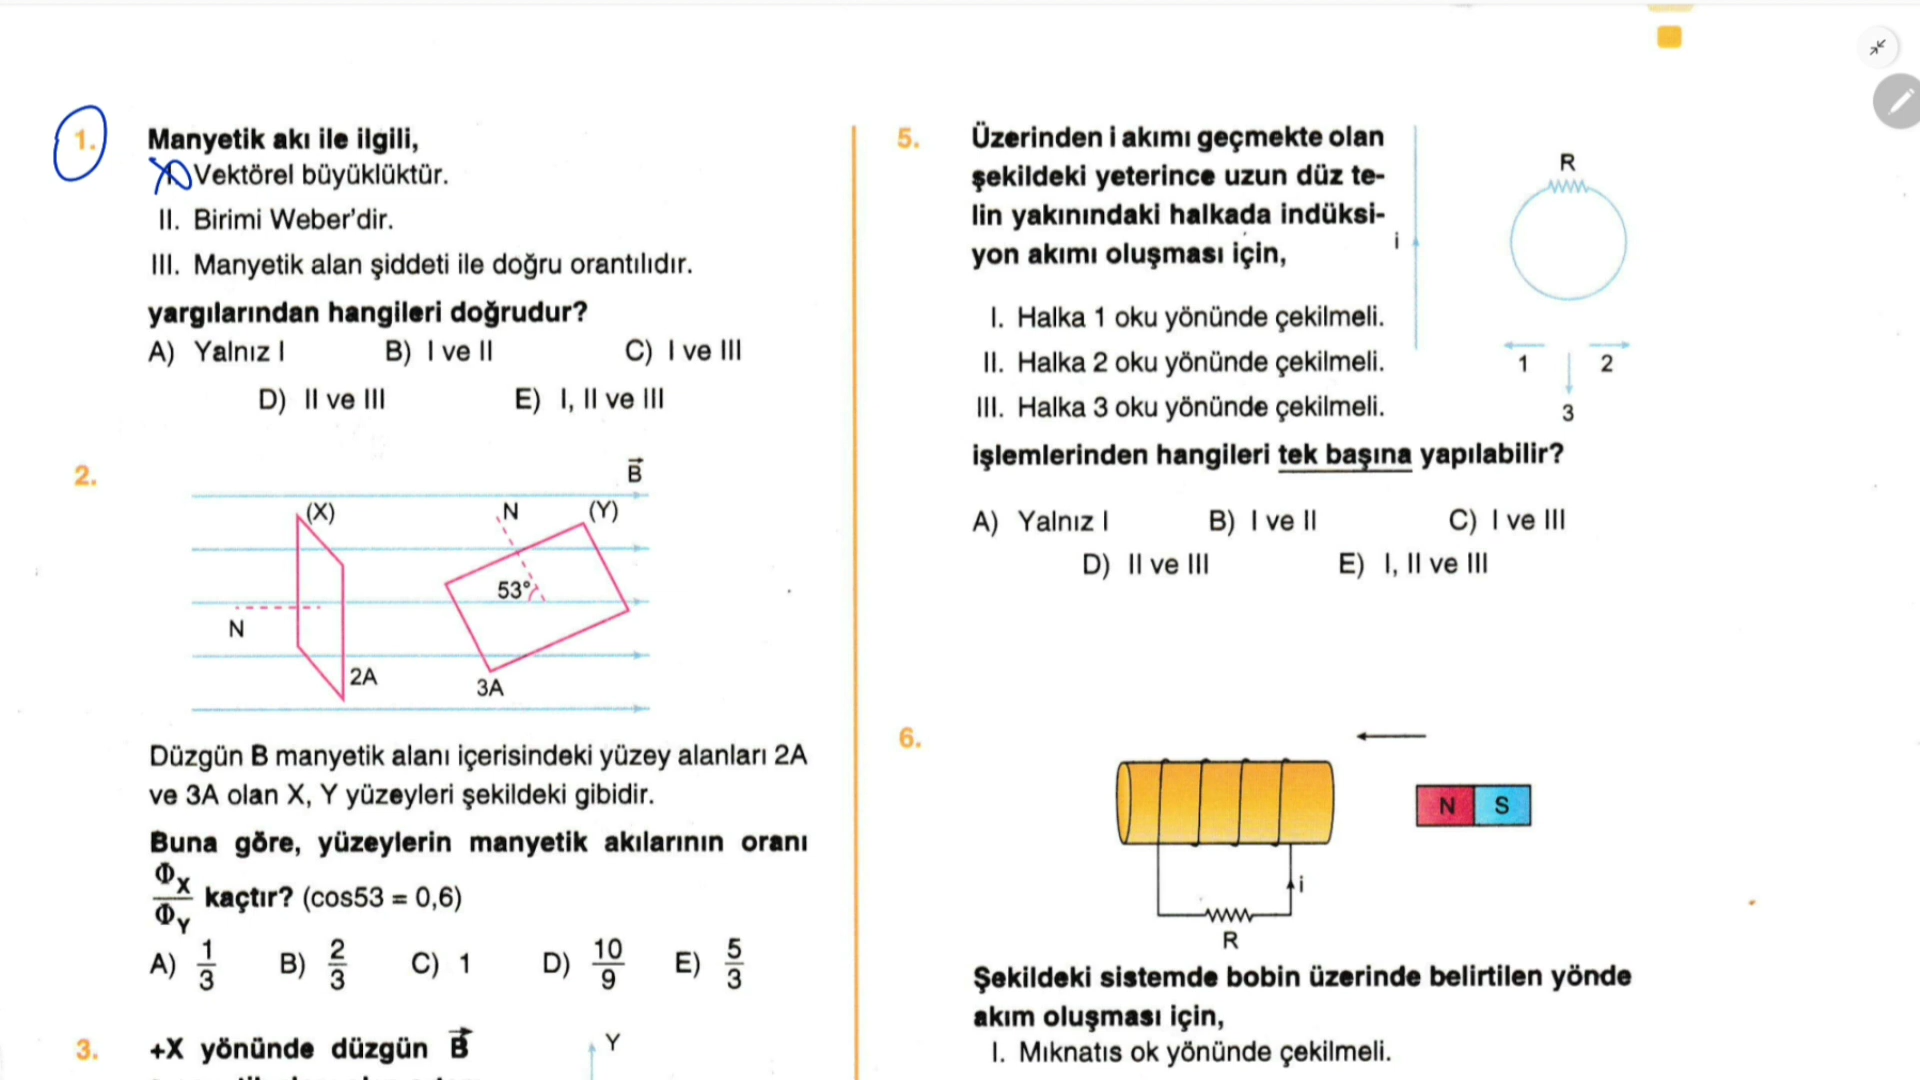 1. Manyetik akı ile ilgili,
I. Vektörel büyüklüktür.
II. Birimi Weber'dir.
III. Manyetik alan şiddeti ile doğru orantılıdır.
yargılarından hangileri doğrudur?
A) Yalnız I B) I ve II C) I ve III
D) II ve III E) I, II ve III
2.
B
(X) N (Y)
53°
N
2A
3A
Düzgün B manyetik alanı içerisindeki yüzey alanları 2A
ve 3A olan X, Y yüzeyleri şekildeki gibidir.
Buna göre, yüzeylerin manyetik akılarının oranı
ΦX/ΦY kaçtır? (cos53 = 0,6)
A) 1/3 B) 2/3 C) 1 D) 10/9 E) 5/3
3. +X yönünde düzgün B
Y
5. Üzerinden i akımı geçmekte olan
şekildeki yeterince uzun düz te-
lin yakınındaki halkada indüksi-
yon akımı oluşması için,
R
i
I. Halka 1 oku yönünde çekilmeli.
II. Halka 2 oku yönünde çekilmeli.
III. Halka 3 oku yönünde çekilmeli.
1 2
3
işlemlerinden hangileri tek başına yapılabilir?
A) Yalnız I B) I ve II C) I ve III
D) II ve III E) I, II ve III
6.
N S
i
R
Şekildeki sistemde bobin üzerinde belirtilen yönde
akım oluşması için,
I. Mıknatıs ok yönünde çekilmeli.